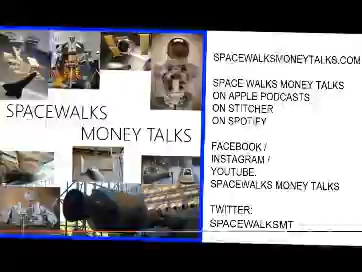 SPACEWALKS
MONEY TALKS
SPACEWALKSMONEYTALKS.COM
SPACE WALKS MONEY TALKS
ON APPLE PODCASTS
ON STITCHER
ON SPOTIFY
FACEBOOK /
INSTAGRAM /
YOUTUBE:
SPACEWALKS MONEY TALKS
TWITTER:
SPACEWALKSMT